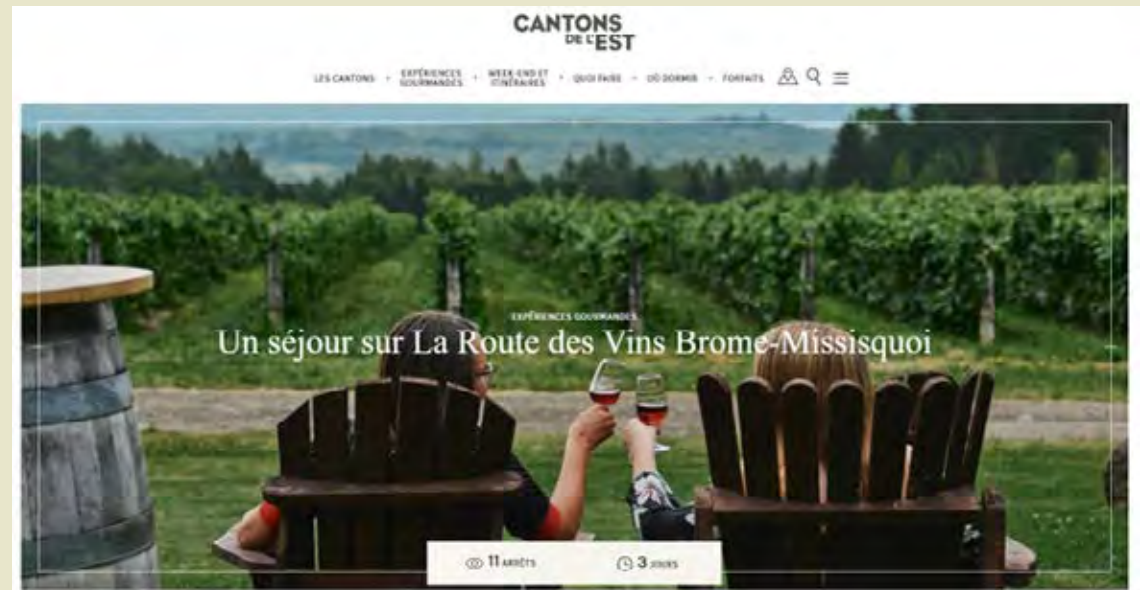 CANTONS
DE L'EST
LES CANTONS • EXPÉRIENCES GOURMANDES • WEEK-END ET ITINÉRAIRES • QUOI FAIRE • OÙ DORMIR • FORFAITS
EXPÉRIENCES GOURMANDES
Un séjour sur La Route des Vins Brome-Missisquoi
11 ARRÊTS 3 JOURS